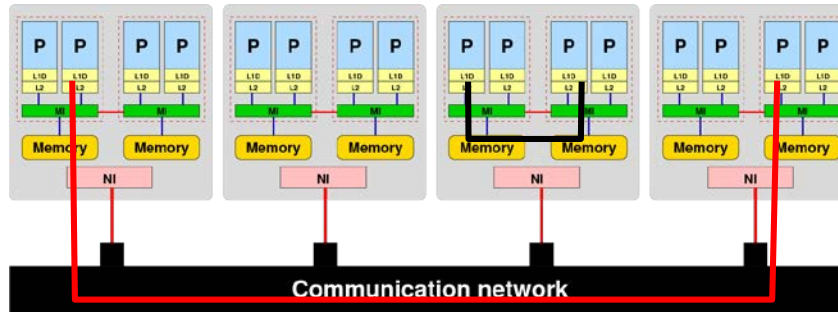 P P P P P P P P P P P P P P P P
L1D L1D L1D L1D L1D L1D L1D L1D L1D L1D L1D L1D L1D L1D L1D L1D
L2 L2 L2 L2 L2 L2 L2 L2 L2 L2 L2 L2 L2 L2 L2 L2
MI MI MI MI MI MI MI MI
Memory Memory Memory Memory Memory Memory Memory Memory
NI NI NI NI
Communication network